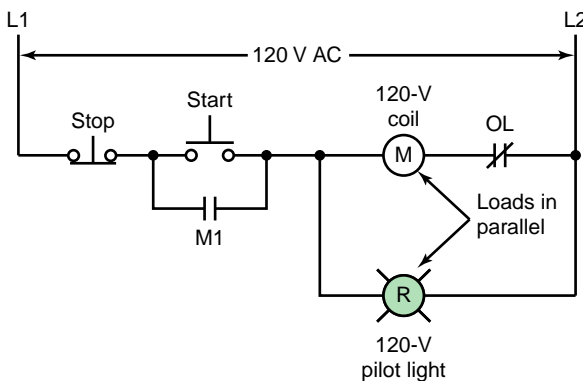 L1
L2
120 V AC
Stop
Start
120-V
coil
OL
M
M1
Loads in
parallel
R
120-V
pilot light